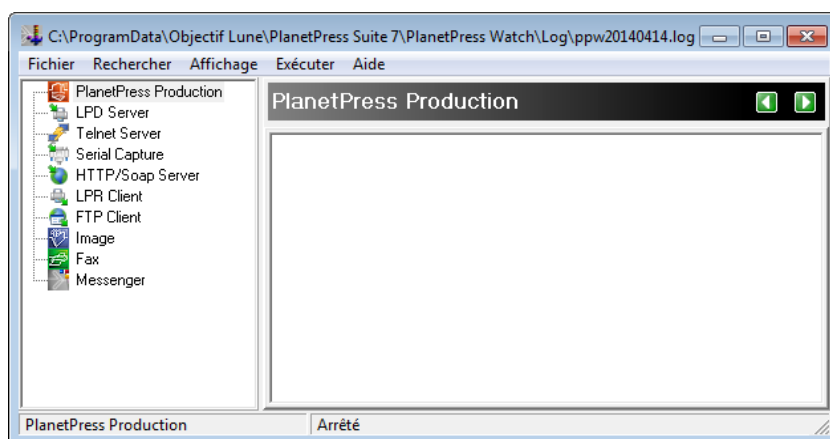 C:\ProgramData\Objectif Lune\PlanetPress Suite 7\PlanetPress Watch\Log\ppw20140414.log
Fichier Rechercher Affichage Exécuter Aide
PlanetPress Production
LPD Server
Telnet Server
Serial Capture
HTTP/Soap Server
LPR Client
FTP Client
Image
Fax
Messenger
PlanetPress Production
PlanetPress Production
Arrêté